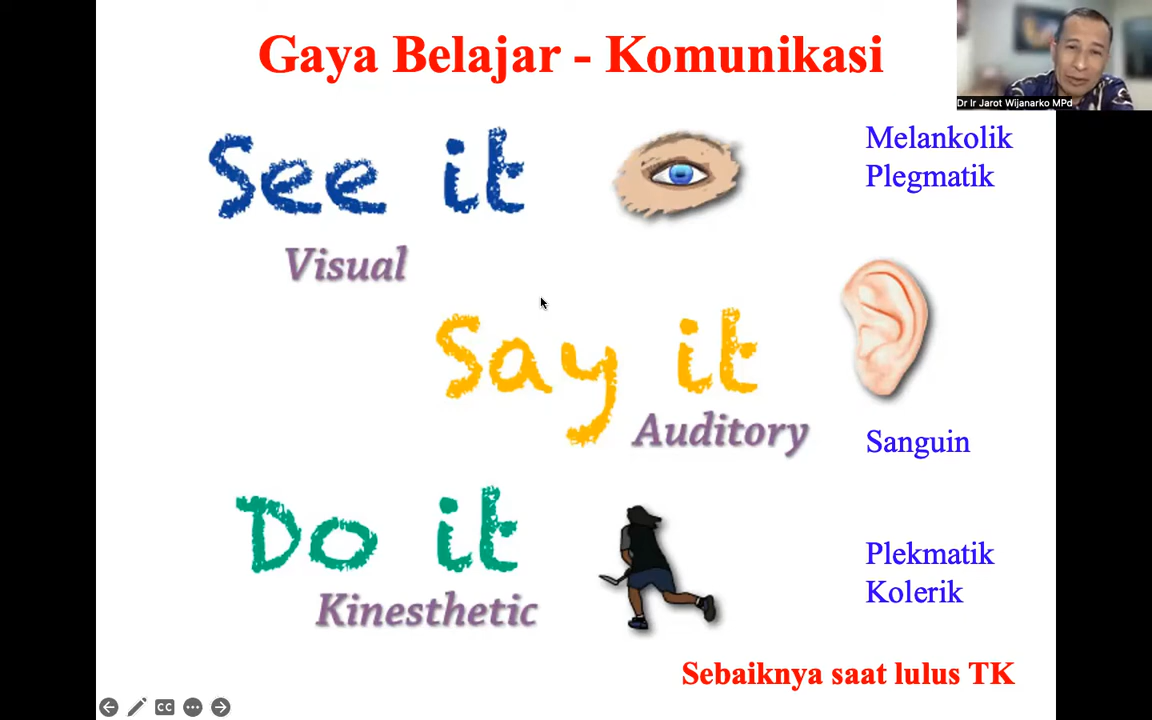 Gaya Belajar - Komunikasi
Dr Ir Jarot Wijanarko MPd
See it
Visual
Melankolik
Plegmatik
Say it
Auditory
Sanguin
Do it
Kinesthetic
Plekmatik
Kolerik
Sebaiknya saat lulus TK
CC